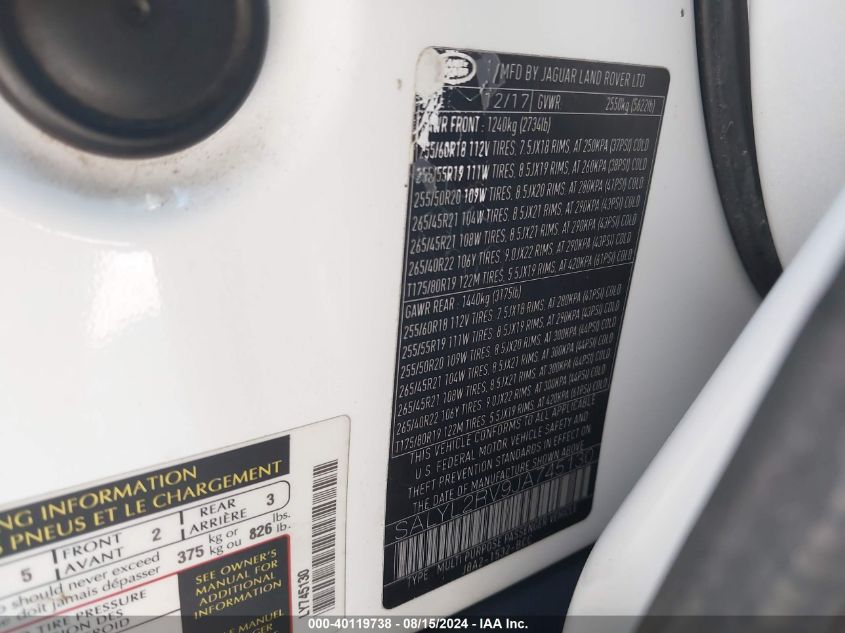 MFD BY JAGUAR LAND ROVER LTD
12/17 GVWR. 2550kg (5622lb)
GAWR FRONT : 1240kg (2734lb)
255/60R18 112V TIRES, 7.5JX18 RIMS, AT 250KPA (37PSI) COLD
255/55R19 111W TIRES, 8.5JX19 RIMS, AT 260KPA (38PSI) COLD
255/50R20 109W TIRES, 8.5JX20 RIMS, AT 280KPA (41PSI) COLD
265/45R21 104W TIRES, 8.5JX21 RIMS, AT 290KPA (43PSI) COLD
265/45R21 108W TIRES, 8.5JX21 RIMS, AT 290KPA (43PSI) COLD
265/40R22 106Y TIRES, 9.0JX22 RIMS, AT 290KPA (43PSI) COLD
T175/80R19 122M TIRES, 5.5JX19 RIMS, AT 420KPA (61PSI) COLD
GAWR REAR : 1440kg (3175lb)
255/60R18 112V TIRES, 7.5JX18 RIMS, AT 280KPA (41PSI) COLD
255/55R19 111W TIRES, 8.5JX19 RIMS, AT 290KPA (43PSI) COLD
255/50R20 109W TIRES, 8.5JX20 RIMS, AT 300KPA (44PSI) COLD
265/45R21 104W TIRES, 8.5JX21 RIMS, AT 300KPA (44PSI) COLD
265/45R21 108W TIRES, 8.5JX21 RIMS, AT 300KPA (44PSI) COLD
265/40R22 106Y TIRES, 9.0JX22 RIMS, AT 300KPA (44PSI) COLD
T175/80R19 122M TIRES, 5.5JX19 RIMS, AT 420KPA (61PSI) COLD
THIS VEHICLE CONFORMS TO ALL APPLICABLE
U.S. FEDERAL MOTOR VEHICLE SAFETY AND
THEFT PREVENTION STANDARDS IN EFFECT ON
THE DATE OF MANUFACTURE SHOWN ABOVE.
SALYL2RV9JA745130
TYPE : MULTI PURPOSE PASSENGER VEHICLE
NG INFORMATION
S PNEUS ET LE CHARGEMENT
5 FRONT AVANT 2 REAR ARRIÈRE 3
o should never exceed
e doit jamais dépasser 375 kg or kg ou 826 lbs. lb.
TIRE PRESSURE
SEE OWNER'S
MANUAL FOR
ADDITIONAL
INFORMATION
LE MANUEL
LY745130
000-40119738 - 08/15/2024 - IAA Inc.